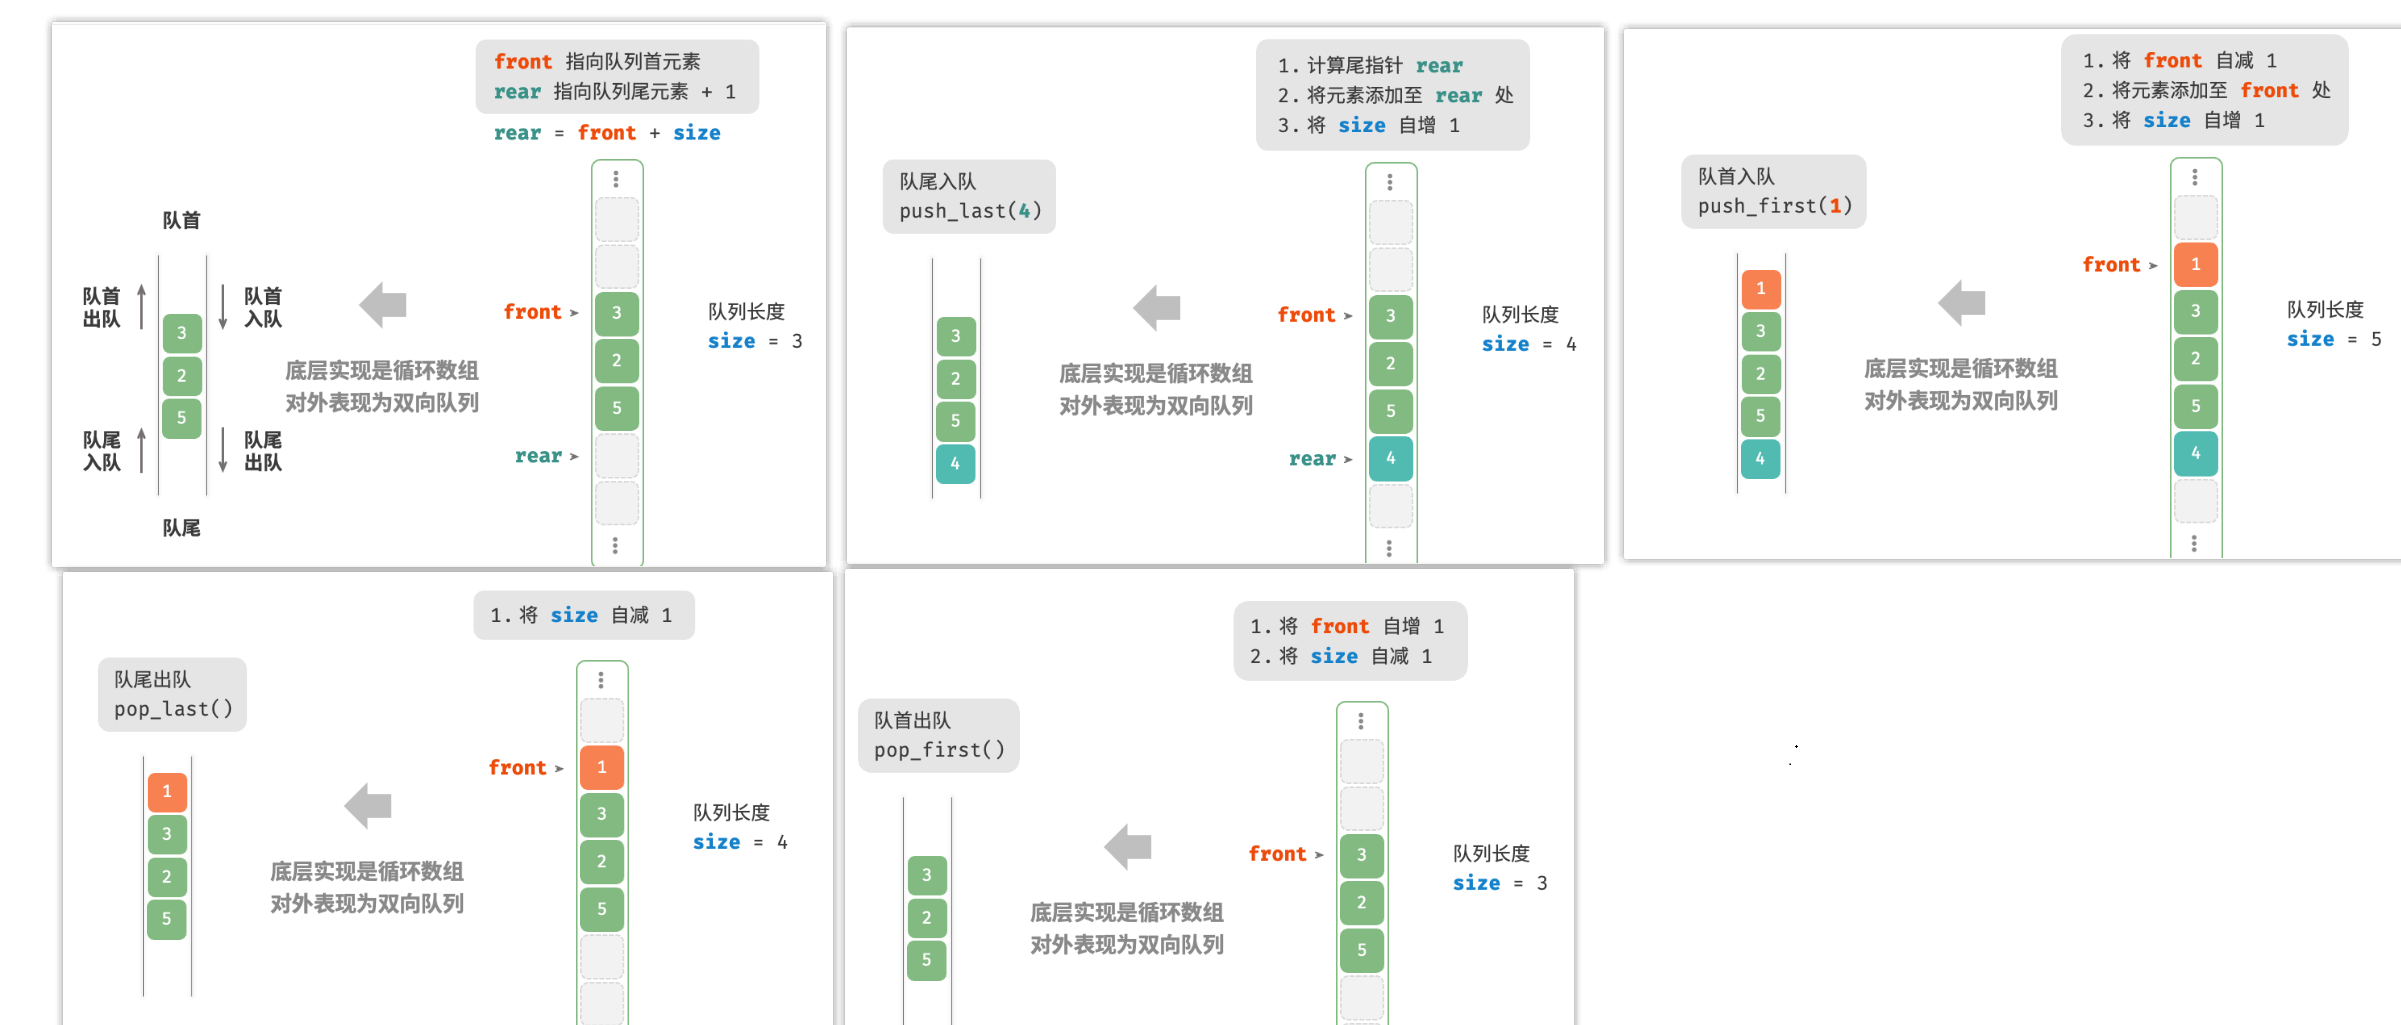 front 指向队列首元素
rear 指向队列尾元素 + 1
rear = front + size
队首
队首
出队
队首
入队
3
2
5
队尾
入队
队尾
出队
队尾
底层实现是循环数组
对外表现为双向队列
front
3
2
5
rear
队列长度
size = 3
1. 计算尾指针 rear
2. 将元素添加至 rear 处
3. 将 size 自增 1
队尾入队
push_last(4)
3
2
5
4
底层实现是循环数组
对外表现为双向队列
front
3
2
5
rear
4
队列长度
size = 4
1. 将 front 自减 1
2. 将元素添加至 front 处
3. 将 size 自增 1
队首入队
push_first(1)
1
3
2
5
4
底层实现是循环数组
对外表现为双向队列
front
1
3
2
5
4
队列长度
size = 5
1. 将 size 自减 1
队尾出队
pop_last()
1
3
2
5
底层实现是循环数组
对外表现为双向队列
front
1
3
2
5
队列长度
size = 4
1. 将 front 自增 1
2. 将 size 自减 1
队首出队
pop_first()
3
2
5
底层实现是循环数组
对外表现为双向队列
front
3
2
5
队列长度
size = 3